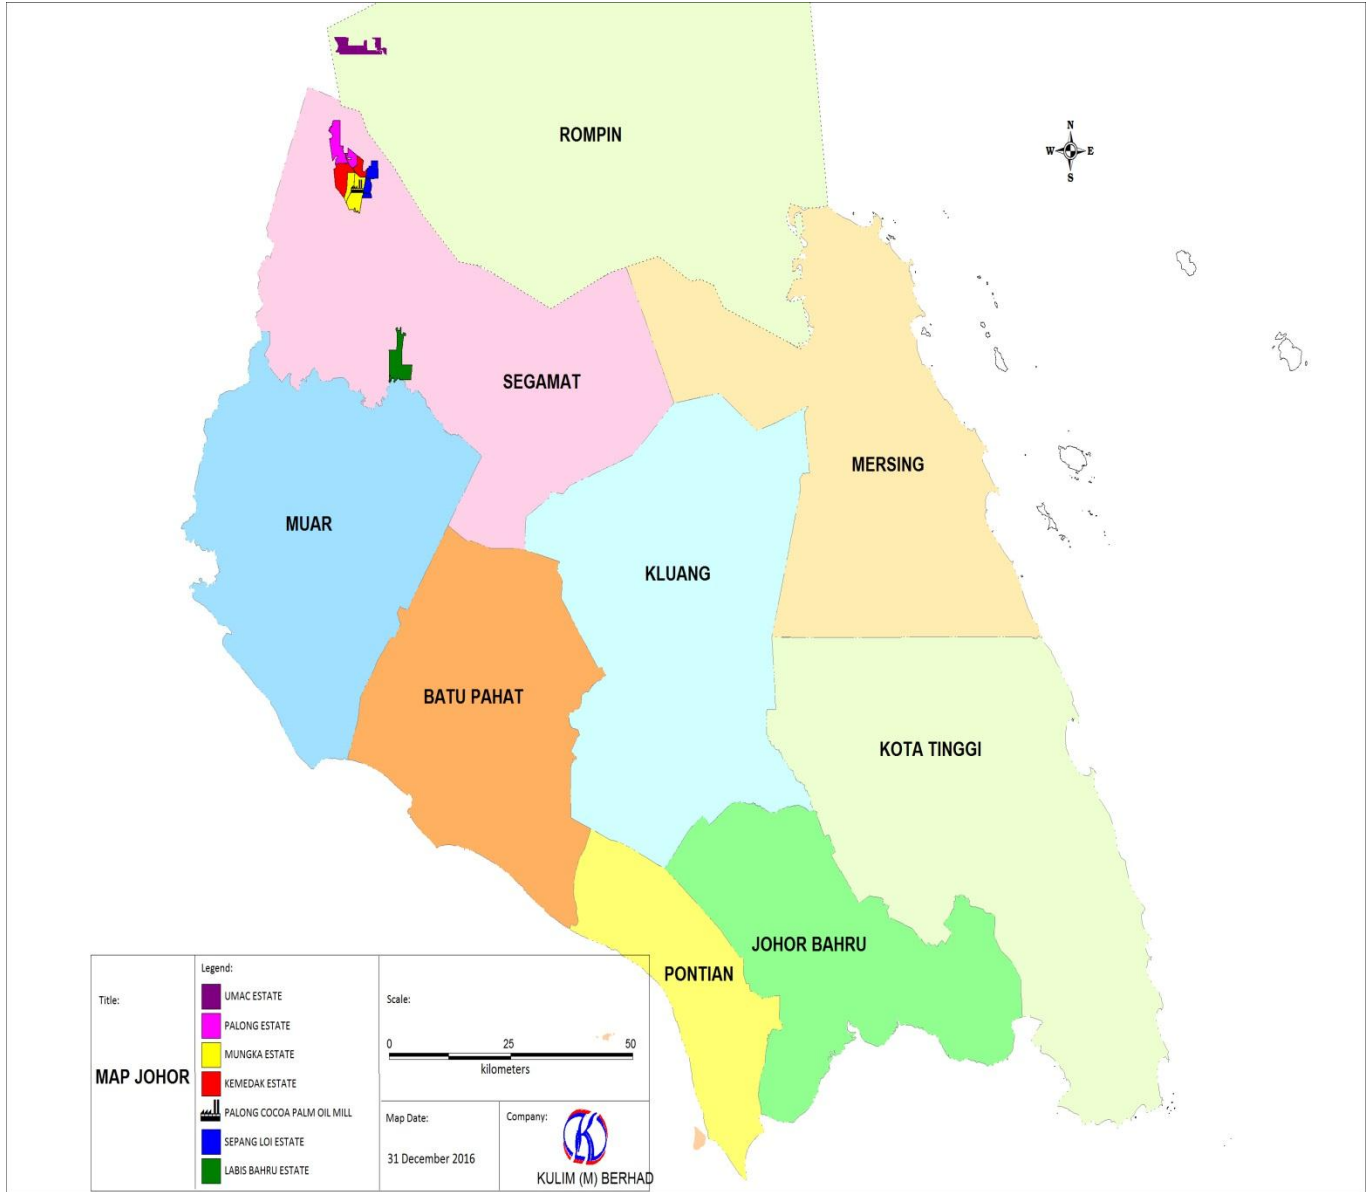 ROMPIN
N
W E
S
SEGAMAT
MERSING
MUAR
KLUANG
BATU PAHAT
KOTA TINGGI
JOHOR BAHRU
PONTIAN
Title:
MAP JOHOR
Legend:
UMAC ESTATE
PALONG ESTATE
MUNGKA ESTATE
KEMEDAK ESTATE
PALONG COCOA PALM OIL MILL
SEPANG LOI ESTATE
LABIS BAHRU ESTATE
Scale:
0 25 50
kilometers
Map Date:
31 December 2016
Company:
K
KULIM (M) BERHAD